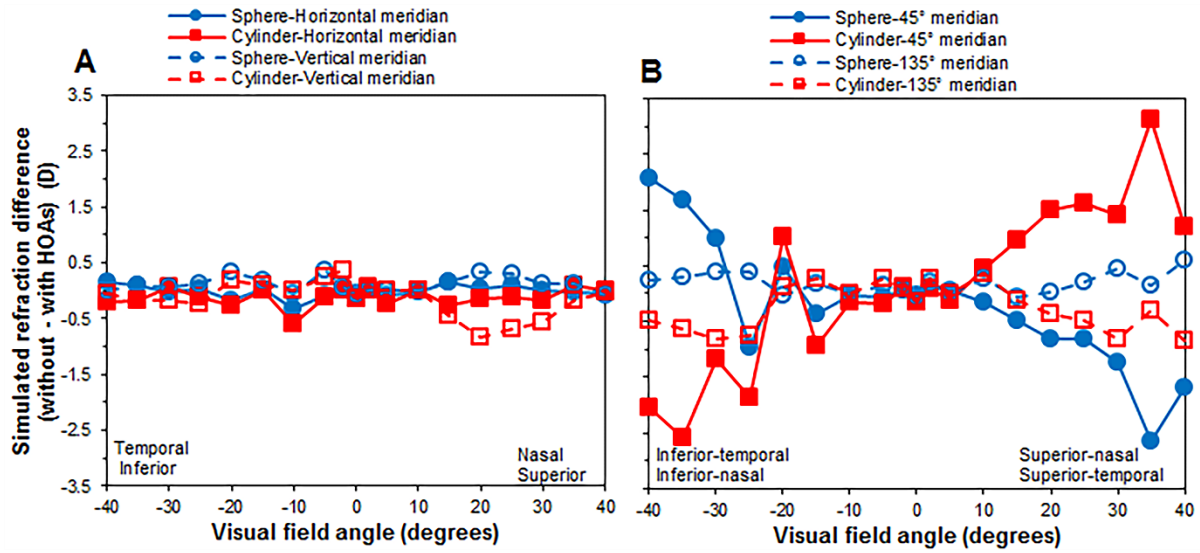 Sphere-Horizontal meridian
Cylinder-Horizontal meridian
Sphere-Vertical meridian
Cylinder-Vertical meridian
A
Sphere-45° meridian
Cylinder-45° meridian
Sphere-135° meridian
Cylinder-135° meridian
B
Simulated refraction difference
(without - with HOAs) (D)
3.5
2.5
1.5
0.5
-0.5
-1.5
-2.5
-3.5
Temporal
Inferior
Nasal
Superior
-40 -30 -20 -10 0 10 20 30 40
Visual field angle (degrees)
Inferior-temporal
Inferior-nasal
Superior-nasal
Superior-temporal
-40 -30 -20 -10 0 10 20 30 40
Visual field angle (degrees)